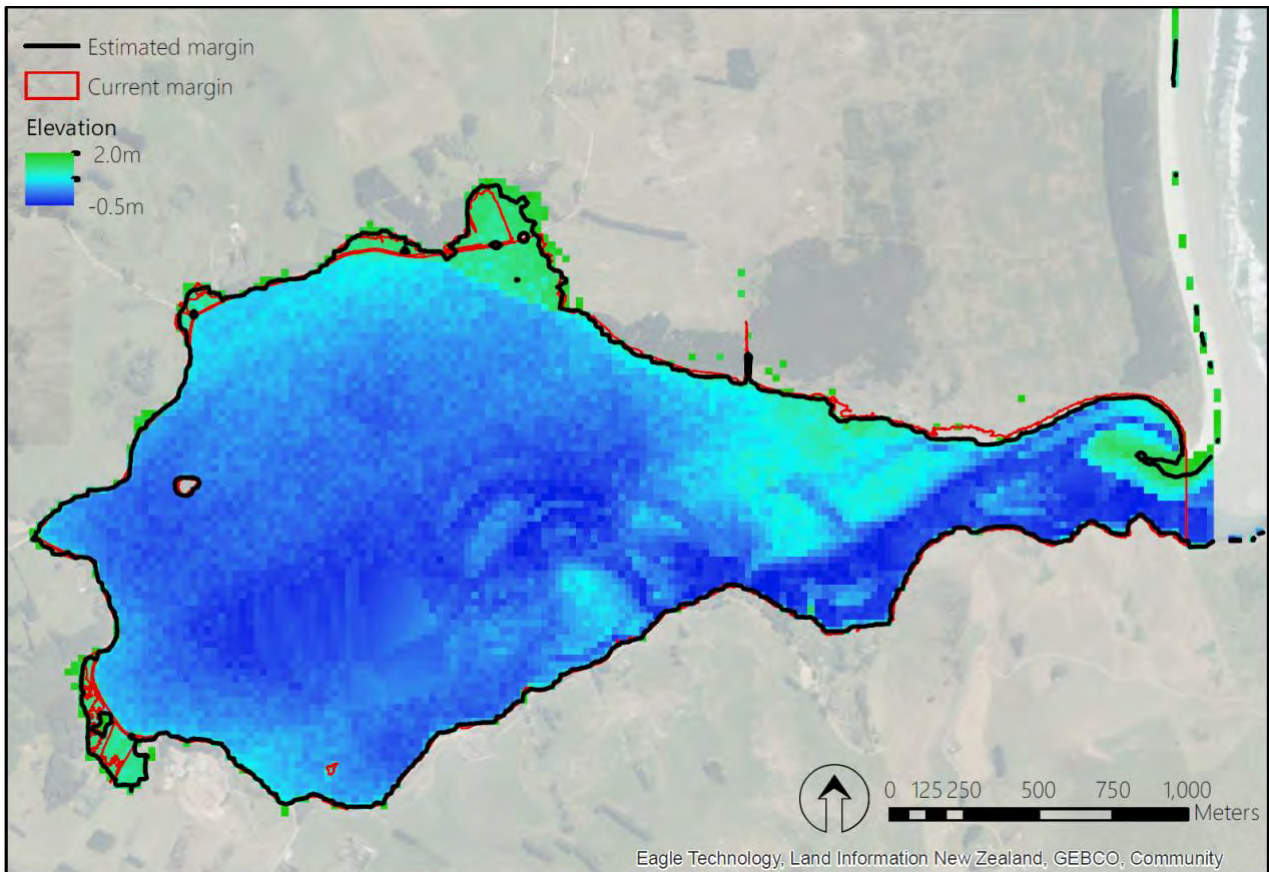 Estimated margin
Current margin
Elevation
2.0m
-0.5m
0 125 250 500 750 1,000
Meters
Eagle Technology, Land Information New Zealand, GEBCO, Community